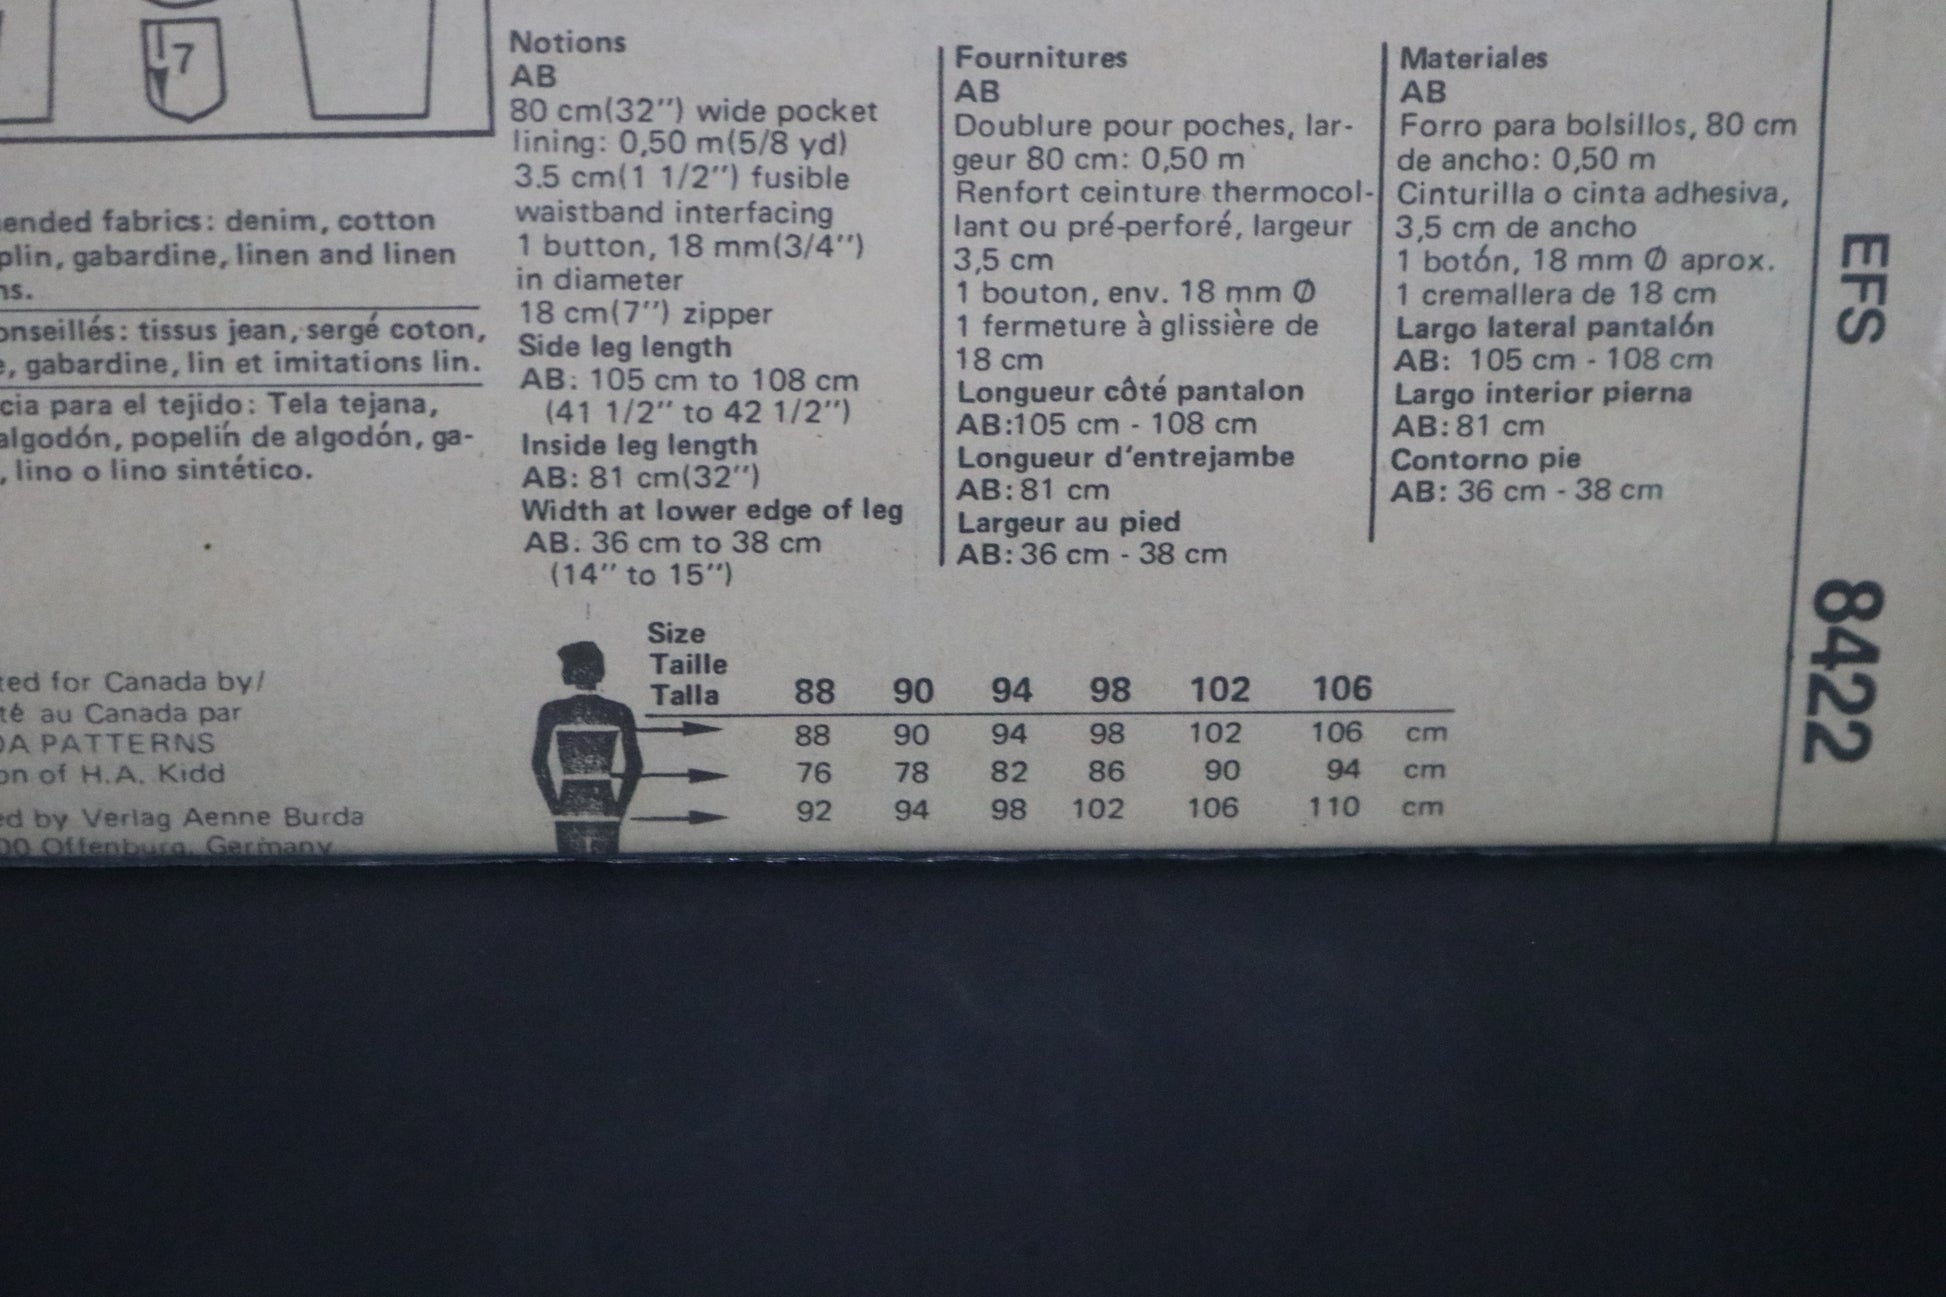 7
ended fabrics: denim, cotton
plin, gabardine, linen and linen
ns.
onseillés: tissus jean, sergé coton,
e, gabardine, lin et imitations lin.
cia para el tejido: Tela tejana,
algodón, popelín de algodón, ga-
, lino o lino sintético.
ted for Canada by/
té au Canada par
DA PATTERNS
on of H.A. Kidd
ed by Verlag Aenne Burda
00 Offenburg, Germany
Notions
AB
80 cm(32") wide pocket
lining: 0,50 m(5/8 yd)
3.5 cm(1 1/2") fusible
waistband interfacing
1 button, 18 mm(3/4")
in diameter
18 cm(7") zipper
Side leg length
AB: 105 cm to 108 cm
(41 1/2" to 42 1/2")
Inside leg length
AB: 81 cm(32")
Width at lower edge of leg
AB. 36 cm to 38 cm
(14" to 15")
Fournitures
AB
Doublure pour poches, lar-
geur 80 cm: 0,50 m
Renfort ceinture thermocol-
lant ou pré-perforé, largeur
3,5 cm
1 bouton, env. 18 mm Ø
1 fermeture à glissière de
18 cm
Longueur côté pantalon
AB:105 cm - 108 cm
Longueur d'entrejambe
AB: 81 cm
Largeur au pied
AB: 36 cm - 38 cm
Materiales
AB
Forro para bolsillos, 80 cm
de ancho: 0,50 m
Cinturilla o cinta adhesiva,
3,5 cm de ancho
1 botón, 18 mm Ø aprox.
1 cremallera de 18 cm
Largo lateral pantalón
AB: 105 cm - 108 cm
Largo interior pierna
AB: 81 cm
Contorno pie
AB: 36 cm - 38 cm
Size
Taille
Talla 88 90 94 98 102 106
88 90 94 98 102 106 cm
76 78 82 86 90 94 cm
92 94 98 102 106 110 cm
EFS 8422